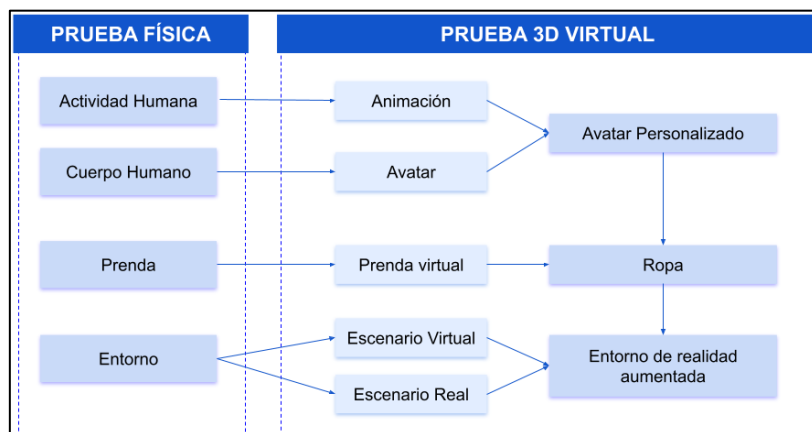 PRUEBA FÍSICA
PRUEBA 3D VIRTUAL
Actividad Humana
Animación
Avatar Personalizado
Cuerpo Humano
Avatar
Prenda
Prenda virtual
Ropa
Entorno
Escenario Virtual
Escenario Real
Entorno de realidad
aumentada